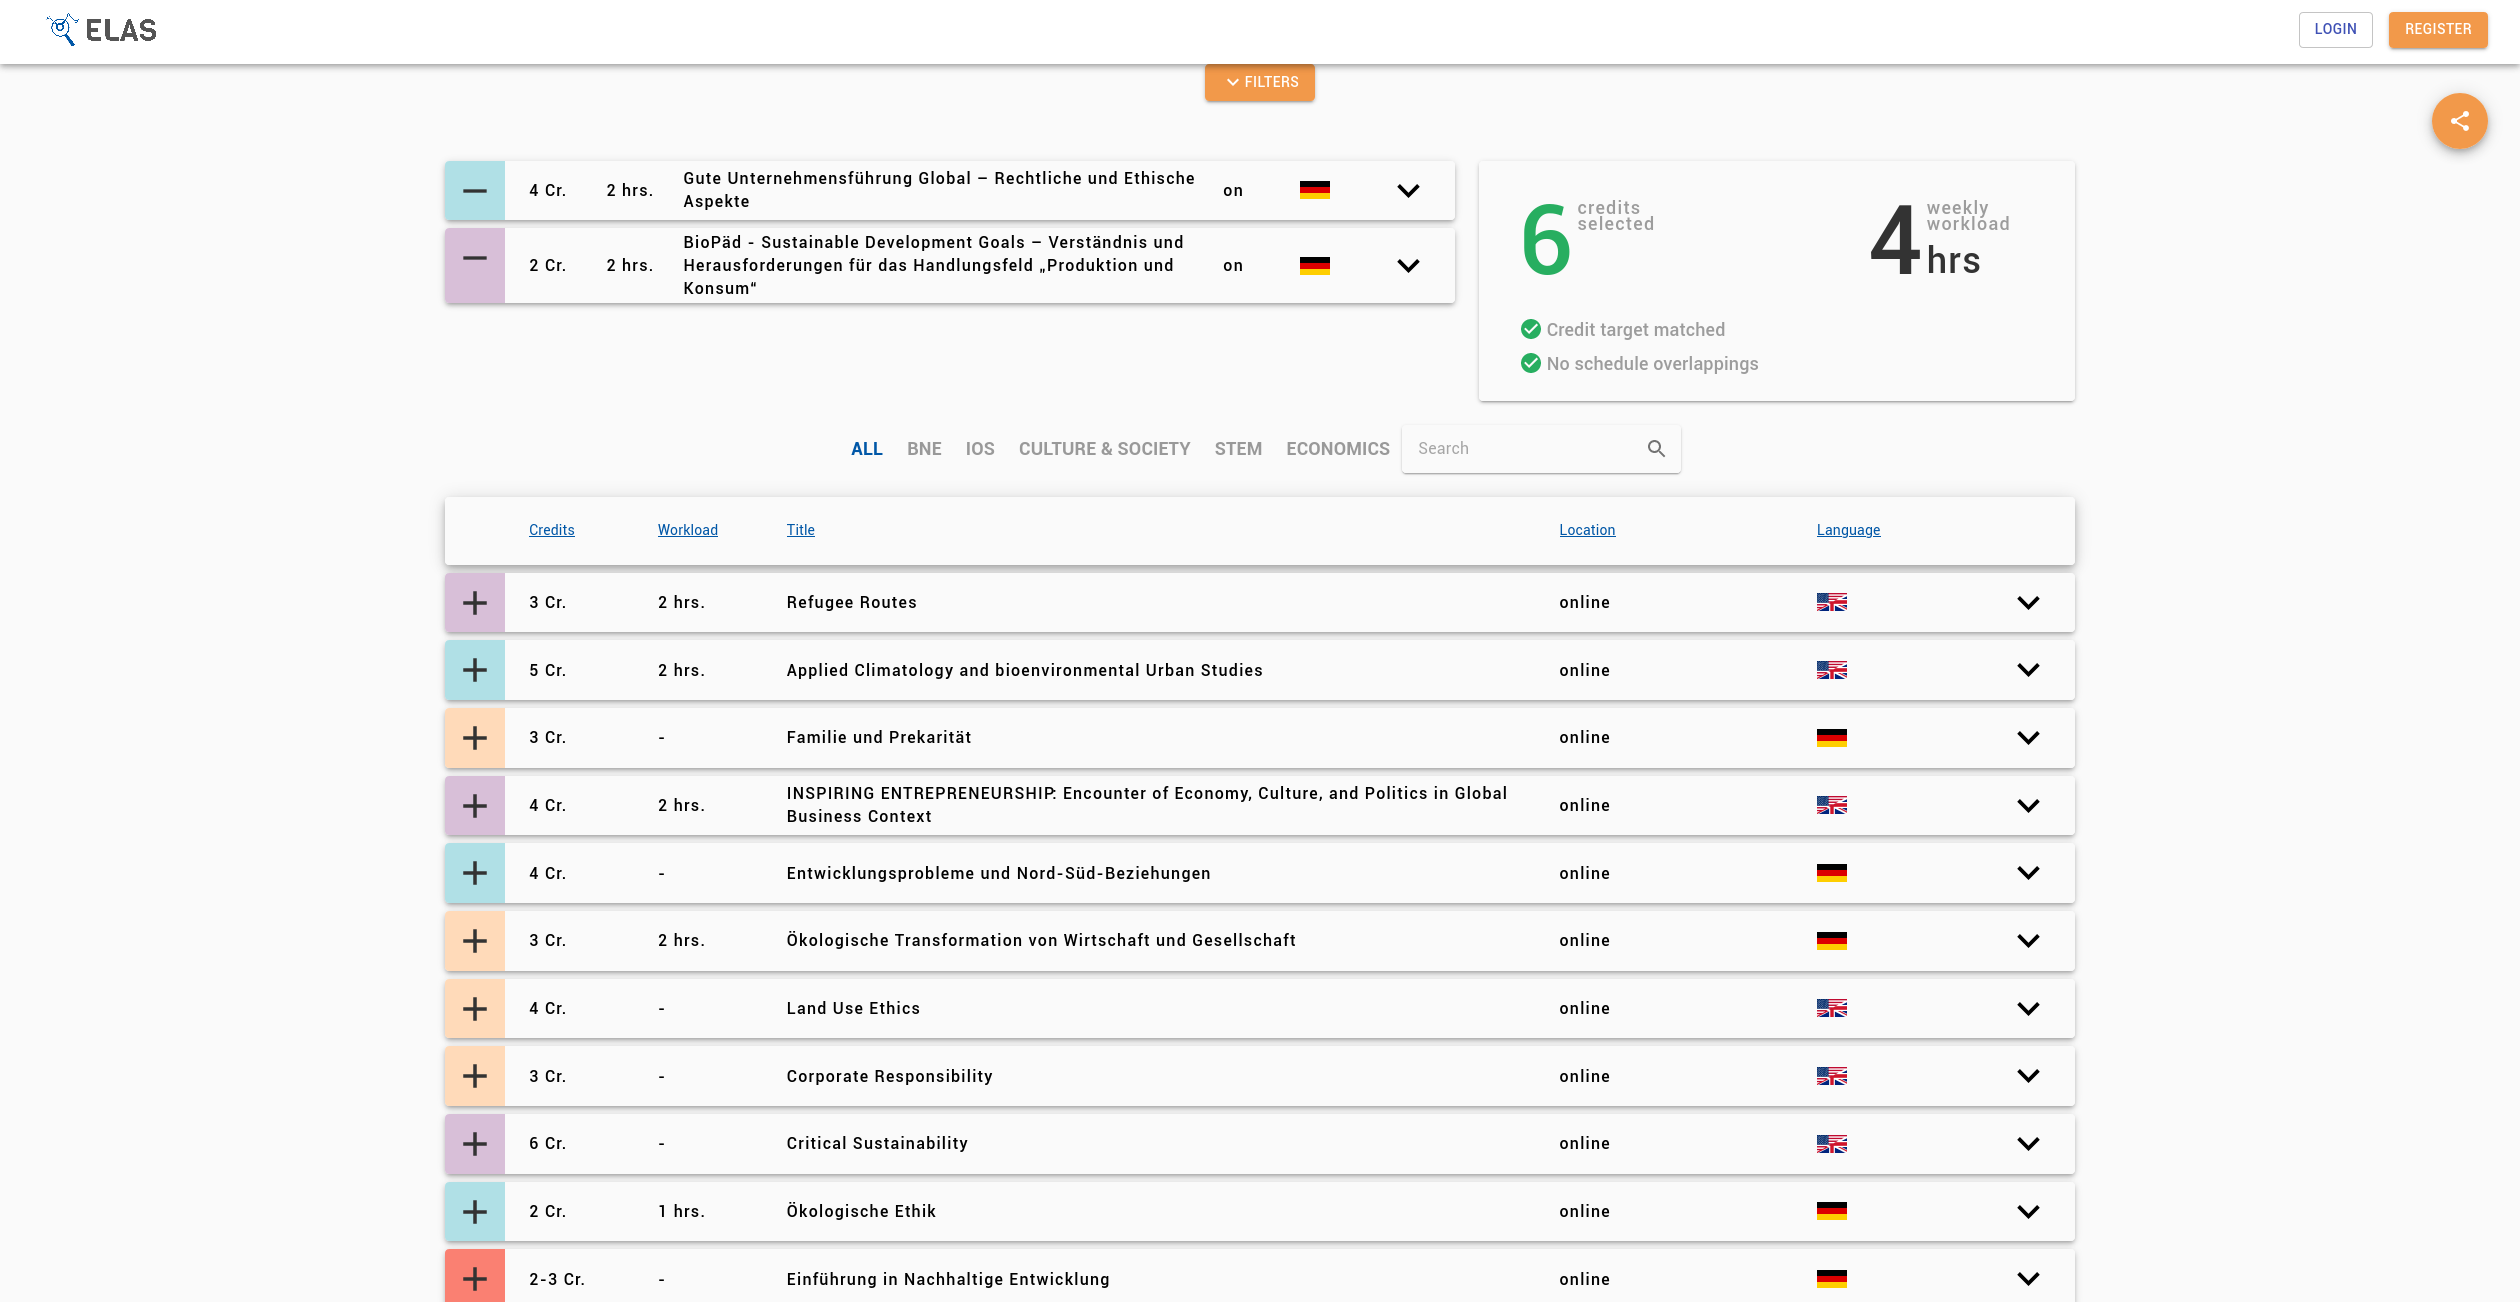 ELAS
LOGIN
REGISTER
FILTERS
4 Cr. 2 hrs. Gute Unternehmensführung Global – Rechtliche und Ethische
Aspekte
on
2 Cr. 2 hrs. BioPäd - Sustainable Development Goals – Verständnis und
Herausforderungen für das Handlungsfeld „Produktion und
Konsum“
on
6 credits
selected
4 weekly
workload
hrs
Credit target matched
No schedule overlappings
ALL BNE IOS CULTURE & SOCIETY STEM ECONOMICS Search
Credits Workload Title Location Language
3 Cr. 2 hrs. Refugee Routes online
5 Cr. 2 hrs. Applied Climatology and bioenvironmental Urban Studies online
3 Cr. - Familie und Prekarität online
4 Cr. 2 hrs. INSPIRING ENTREPRENEURSHIP: Encounter of Economy, Culture, and Politics in Global
Business Context
online
4 Cr. - Entwicklungsprobleme und Nord-Süd-Beziehungen online
3 Cr. 2 hrs. Ökologische Transformation von Wirtschaft und Gesellschaft online
4 Cr. - Land Use Ethics online
3 Cr. - Corporate Responsibility online
6 Cr. - Critical Sustainability online
2 Cr. 1 hrs. Ökologische Ethik online
2-3 Cr. - Einführung in Nachhaltige Entwicklung online